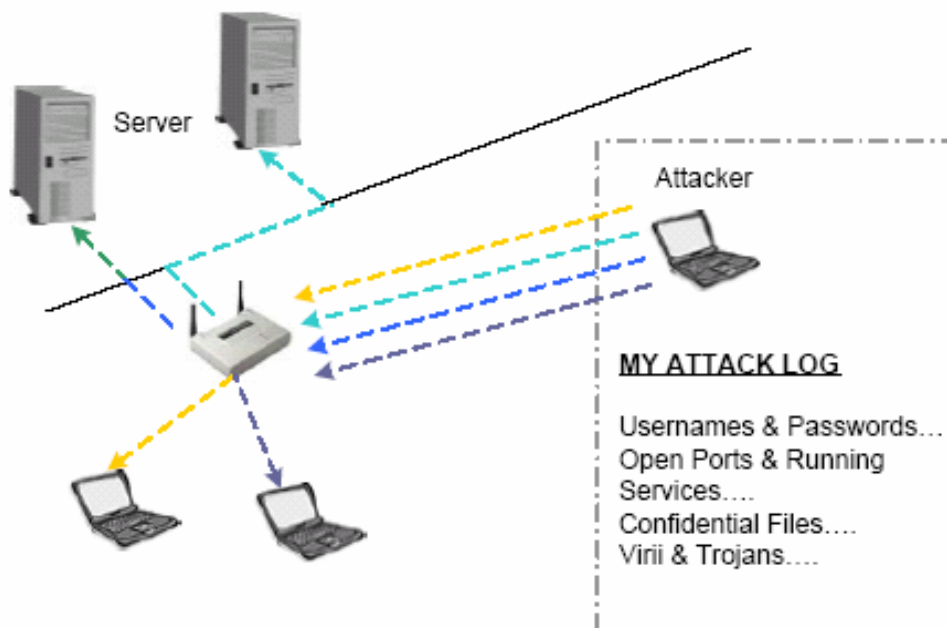 Server
Attacker
MY ATTACK LOG
Usernames & Passwords…
Open Ports & Running
Services….
Confidential Files….
Virii & Trojans….